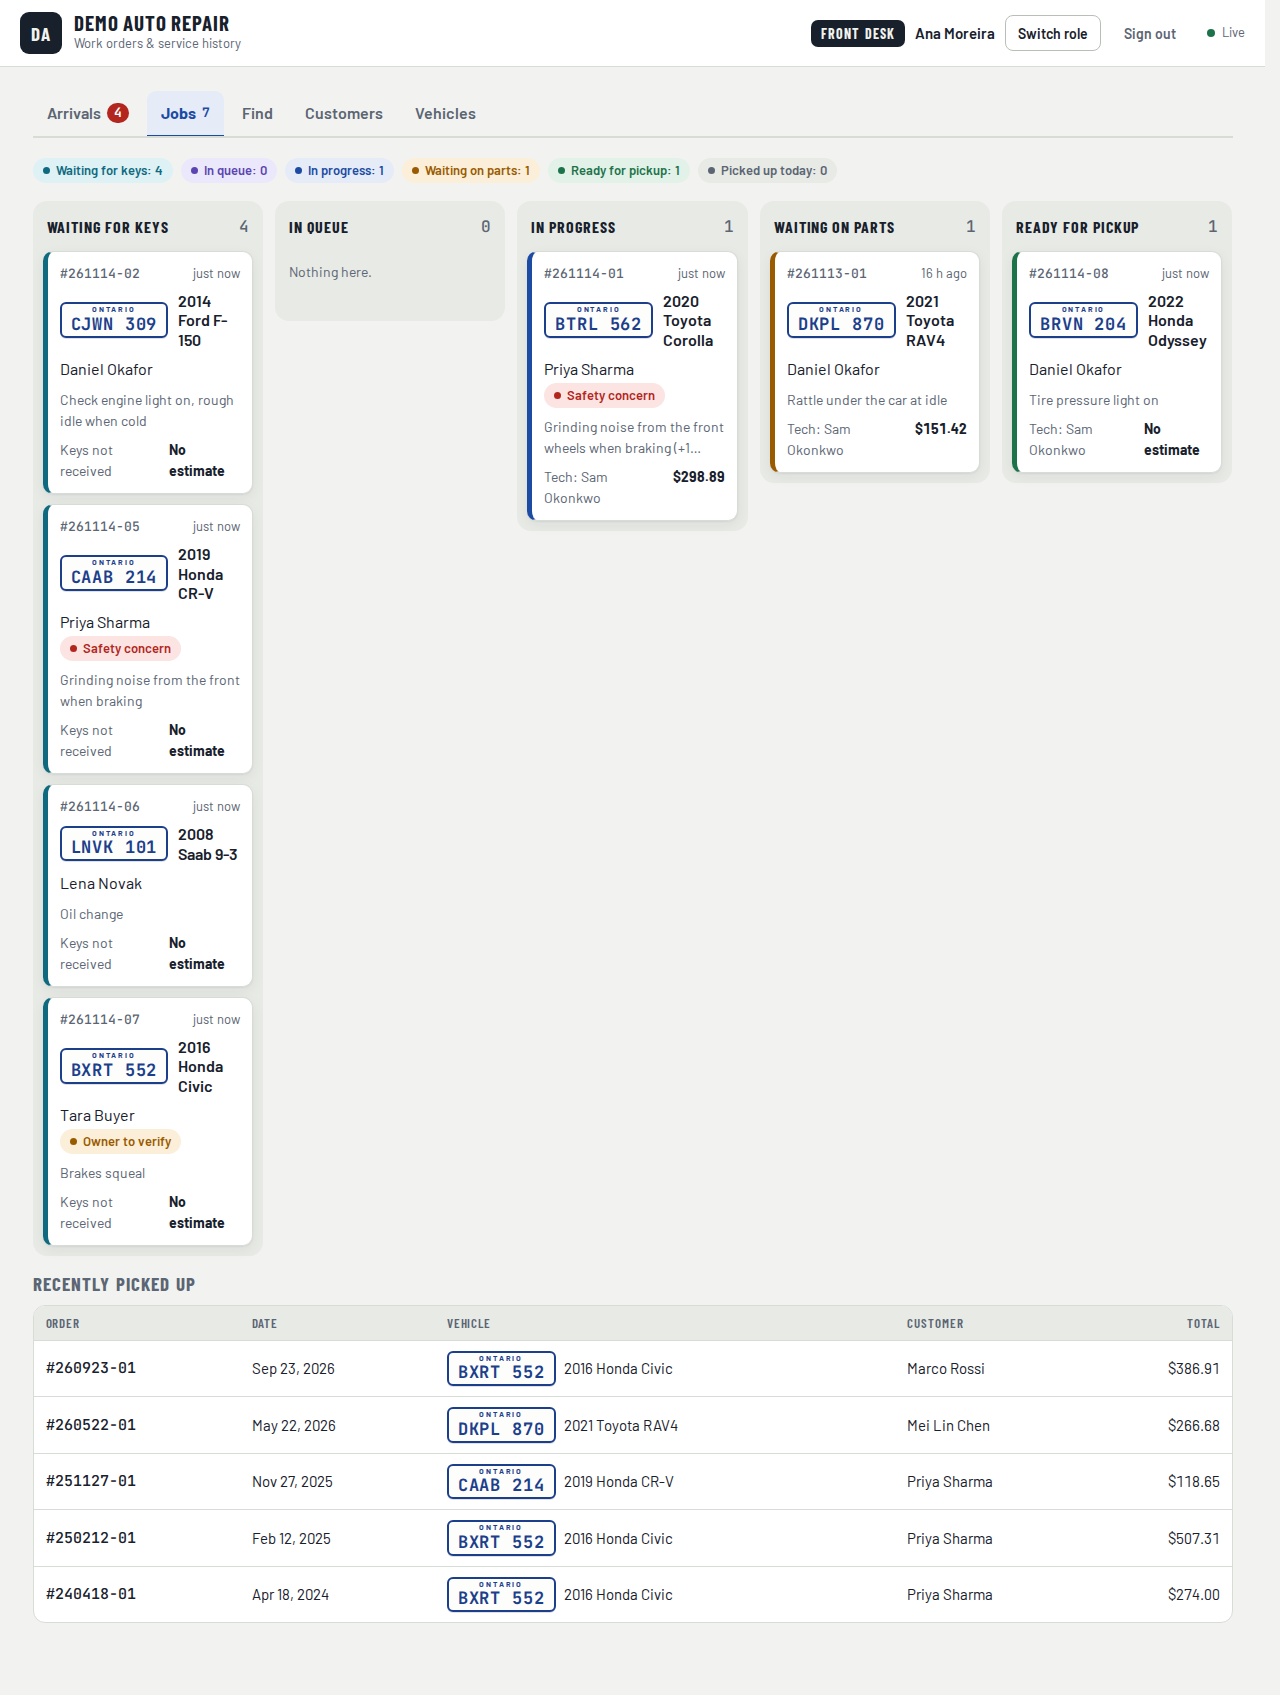 DA
DEMO AUTO REPAIR
Work orders & service history
FRONT DESK
Ana Moreira
Switch role
Sign out
Live
Arrivals 4
Jobs 7
Find
Customers
Vehicles
Waiting for keys: 4
In queue: 0
In progress: 1
Waiting on parts: 1
Ready for pickup: 1
Picked up today: 0
WAITING FOR KEYS 4
#261114-02 just now
ONTARIO
CJWN 309
2014
Ford F-
150
Daniel Okafor
Check engine light on, rough
idle when cold
Keys not
received
No
estimate
#261114-05 just now
ONTARIO
CAAB 214
2019
Honda
CR-V
Priya Sharma
Safety concern
Grinding noise from the front
when braking
Keys not
received
No
estimate
#261114-06 just now
ONTARIO
LNVK 101
2008
Saab 9-3
Lena Novak
Oil change
Keys not
received
No
estimate
#261114-07 just now
ONTARIO
BXRT 552
2016
Honda
Civic
Tara Buyer
Owner to verify
Brakes squeal
Keys not
received
No
estimate
IN QUEUE 0
Nothing here.
IN PROGRESS 1
#261114-01 just now
ONTARIO
BTRL 562
2020
Toyota
Corolla
Priya Sharma
Safety concern
Grinding noise from the front
wheels when braking (+1...
Tech: Sam
Okonkwo
$298.89
WAITING ON PARTS 1
#261113-01 16 h ago
ONTARIO
DKPL 870
2021
Toyota
RAV4
Daniel Okafor
Rattle under the car at idle
Tech: Sam
Okonkwo
$151.42
READY FOR PICKUP 1
#261114-08 just now
ONTARIO
BRVN 204
2022
Honda
Odyssey
Daniel Okafor
Tire pressure light on
Tech: Sam
Okonkwo
No
estimate
RECENTLY PICKED UP
ORDER DATE VEHICLE CUSTOMER TOTAL
#260923-01 Sep 23, 2026 ONTARIO BXRT 552 2016 Honda Civic Marco Rossi $386.91
#260522-01 May 22, 2026 ONTARIO DKPL 870 2021 Toyota RAV4 Mei Lin Chen $266.68
#251127-01 Nov 27, 2025 ONTARIO CAAB 214 2019 Honda CR-V Priya Sharma $118.65
#250212-01 Feb 12, 2025 ONTARIO BXRT 552 2016 Honda Civic Priya Sharma $507.31
#240418-01 Apr 18, 2024 ONTARIO BXRT 552 2016 Honda Civic Priya Sharma $274.00